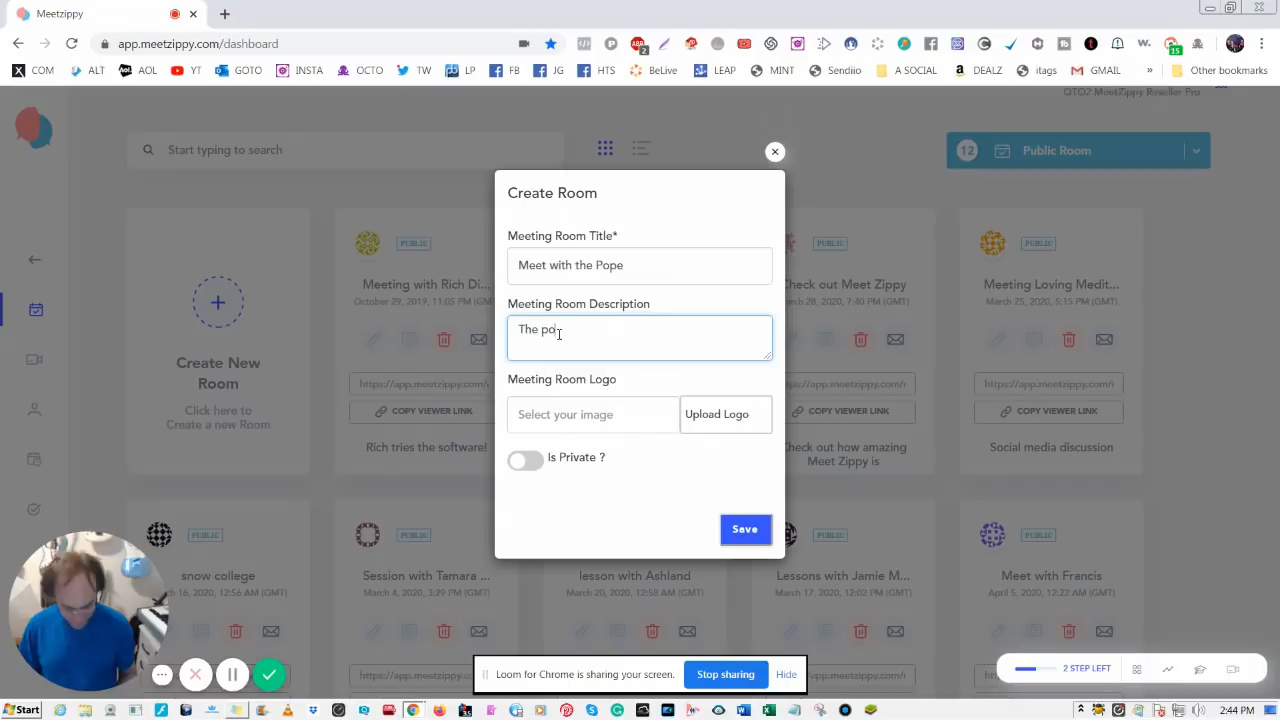 Meetzippy
app.meetzippy.com/dashboard
2
15
COM
ALT
AOL
YT
GOTO
INSTA
OCTO
TW
LP
FB
JG
HTS
BeLive
LEAP
MINT
Sendiio
A SOCIAL
DEALZ
itags
GMAIL
»
Other bookmarks
OTO2 MeetZippy Reseller Pro
Start typing to search
12
Public Room
Create Room
Meeting Room Title*
Meet with the Pope
Meeting Room Description
The po
Meeting Room Logo
Select your image
Upload Logo
Is Private ?
Save
Create New
Room
Click here to
Create a new Room
PUBLIC
Meeting with Rich Di...
October 29, 2019, 11:05 PM (GMT)
https://app.meetzippy.com/
COPY VIEWER LINK
Rich tries the software!
PUBLIC
Check out Meet Zippy
March 28, 2020, 7:40 PM (GMT)
https://app.meetzippy.com/r
COPY VIEWER LINK
Check out how amazing
Meet Zippy is
PUBLIC
Meeting Loving Medit...
March 25, 2020, 5:15 PM (GMT)
https://app.meetzippy.com/r
COPY VIEWER LINK
Social media discussion
PUBLIC
snow college
16, 2020, 12:56 AM (GMT)
PUBLIC
Session with Tamara ...
March 4, 2020, 3:29 PM (GMT)
lesson with Ashland
March 20, 2020, 12:58 AM (GMT)
PUBLIC
Lessons with Jamie M...
March 17, 2020, 12:02 PM (GMT)
PUBLIC
Meet with Francis
April 5, 2020, 12:22 AM (GMT)
2 STEP LEFT
Loom for Chrome is sharing your screen.
Stop sharing
Hide
Start
2:44 PM